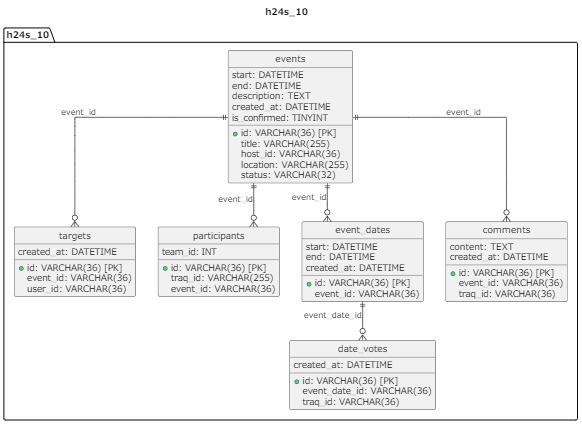 h24s_10
h24s_10
events
start: DATETIME
end: DATETIME
description: TEXT
created_at: DATETIME
is_confirmed: TINYINT
id: VARCHAR(36) [PK]
title: VARCHAR(255)
host_id: VARCHAR(36)
location: VARCHAR(255)
status: VARCHAR(32)
event_id
event_id
event_id
event_id
targets
created_at: DATETIME
id: VARCHAR(36) [PK]
event_id: VARCHAR(36)
user_id: VARCHAR(36)
participants
team_id: INT
id: VARCHAR(36) [PK]
traq_id: VARCHAR(255)
event_id: VARCHAR(36)
event_dates
start: DATETIME
end: DATETIME
created_at: DATETIME
id: VARCHAR(36) [PK]
event_id: VARCHAR(36)
comments
content: TEXT
created_at: DATETIME
id: VARCHAR(36) [PK]
event_id: VARCHAR(36)
traq_id: VARCHAR(36)
event_date_id
date_votes
created_at: DATETIME
id: VARCHAR(36) [PK]
event_date_id: VARCHAR(36)
traq_id: VARCHAR(36)